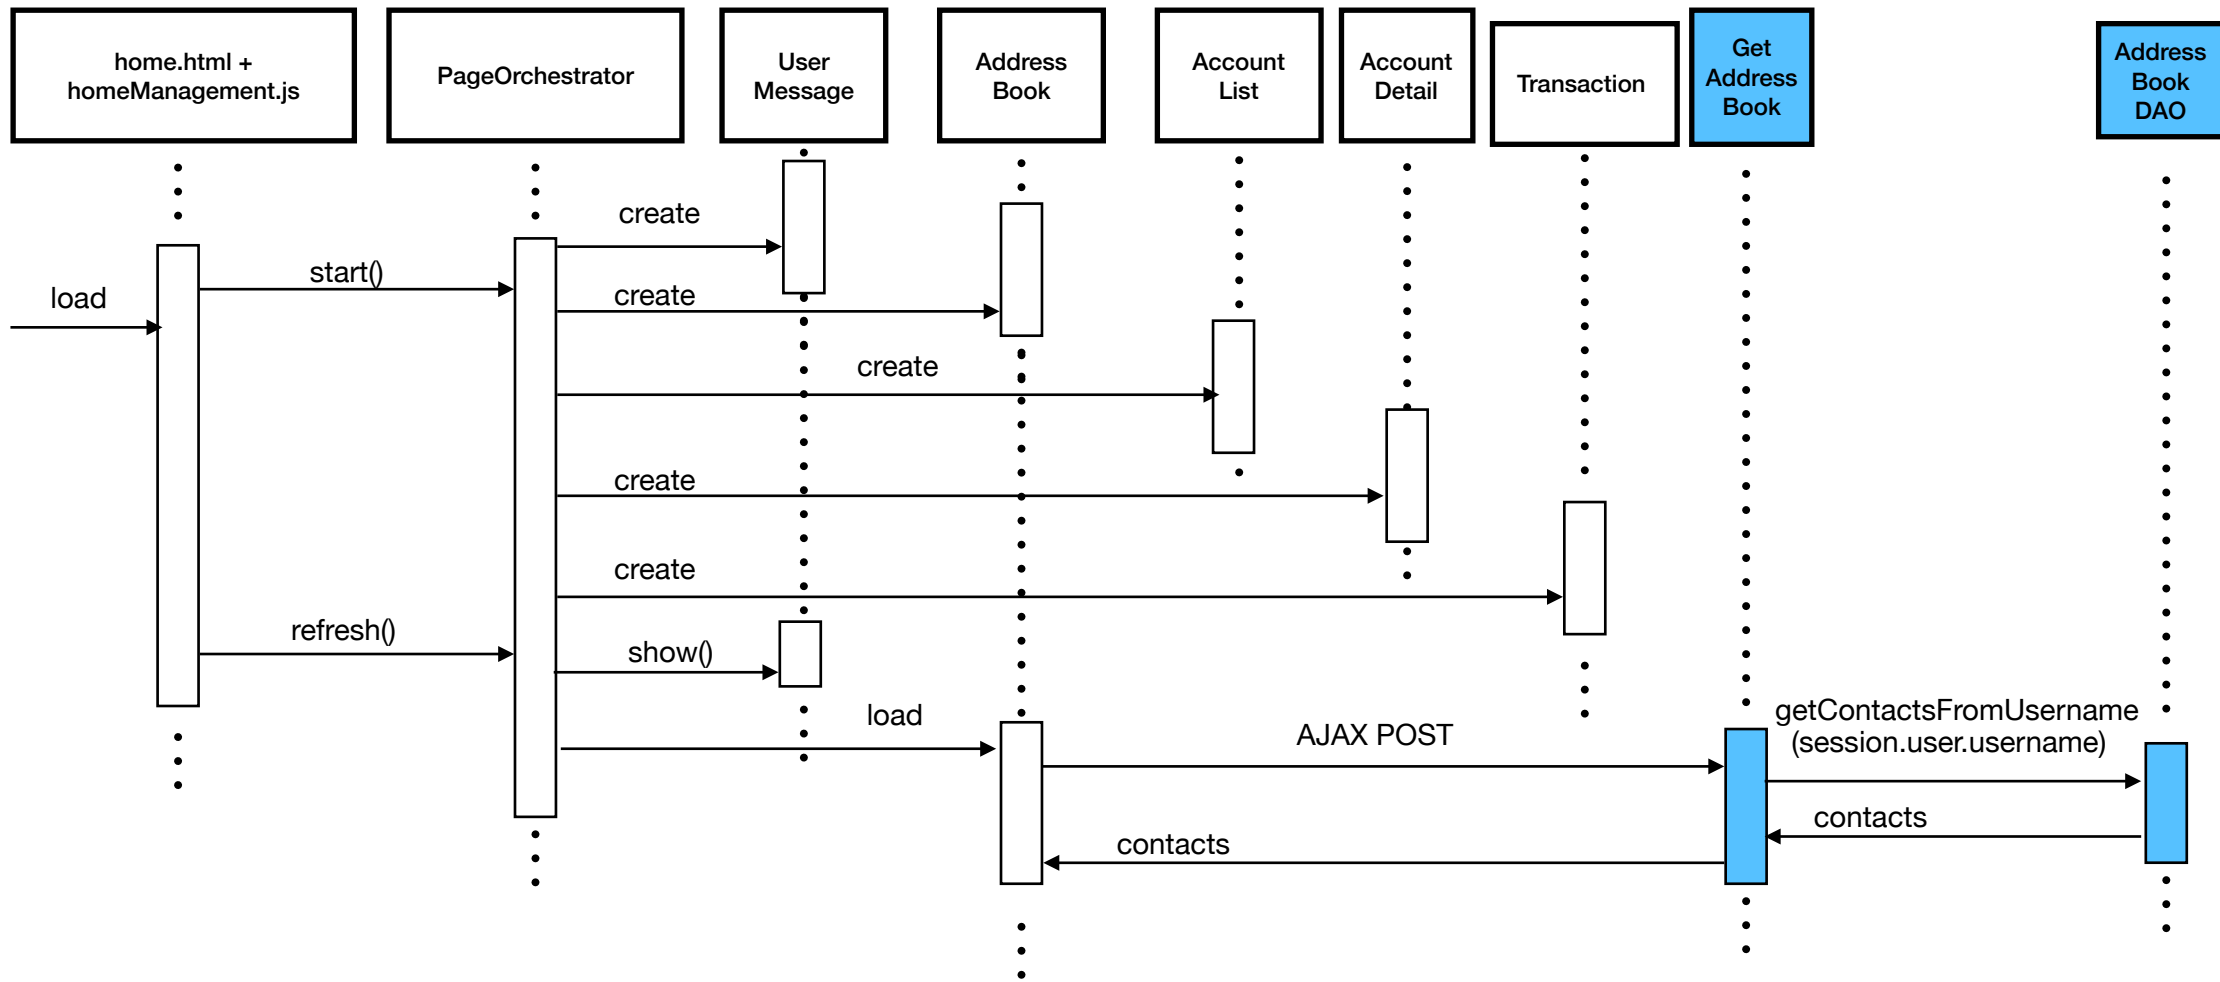 home.html +
homeManagement.js
PageOrchestrator
User
Message
Address
Book
Account
List
Account
Detail
Transaction
Get
Address
Book
Address
Book
DAO
create
start()
load
create
create
create
create
refresh()
show()
load
AJAX POST
getContactsFromUsername
(session.user.username)
contacts
contacts